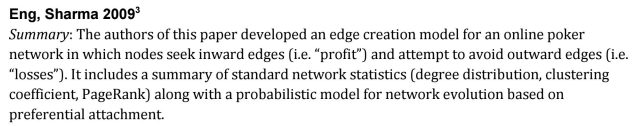 Eng, Sharma 2009³
Summary: The authors of this paper developed an edge creation model for an online poker
network in which nodes seek inward edges (i.e. “profit”) and attempt to avoid outward edges (i.e.
“losses”). It includes a summary of standard network statistics (degree distribution, clustering
coefficient, PageRank) along with a probabilistic model for network evolution based on
preferential attachment.